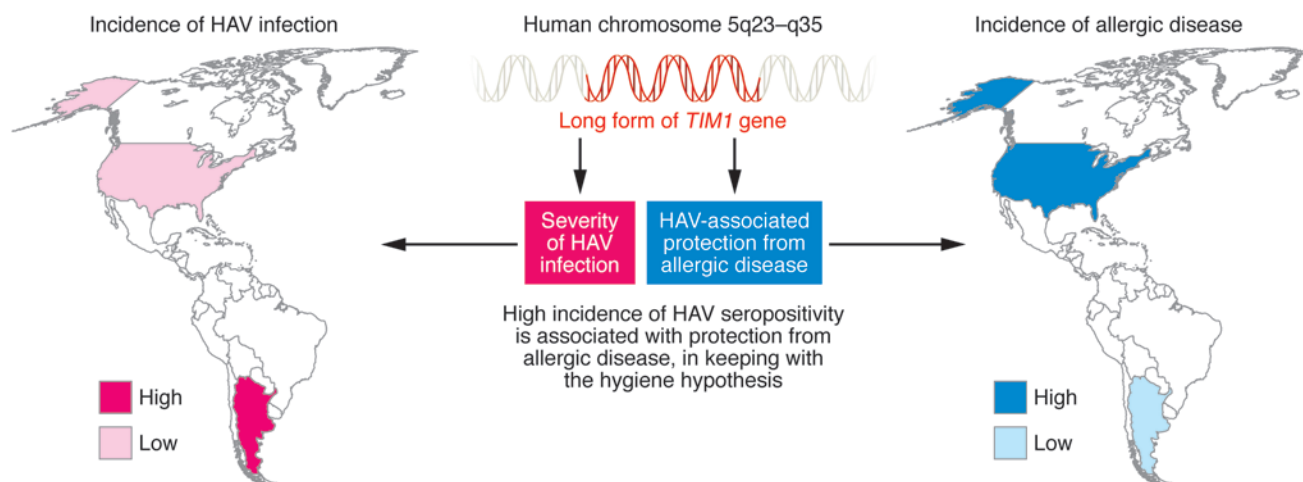 Incidence of HAV infection
Human chromosome 5q23–q35
Incidence of allergic disease
Long form of TIM1 gene
Severity
of HAV
infection
HAV-associated
protection from
allergic disease
High incidence of HAV seropositivity
is associated with protection from
allergic disease, in keeping with
the hygiene hypothesis
High
Low
High
Low